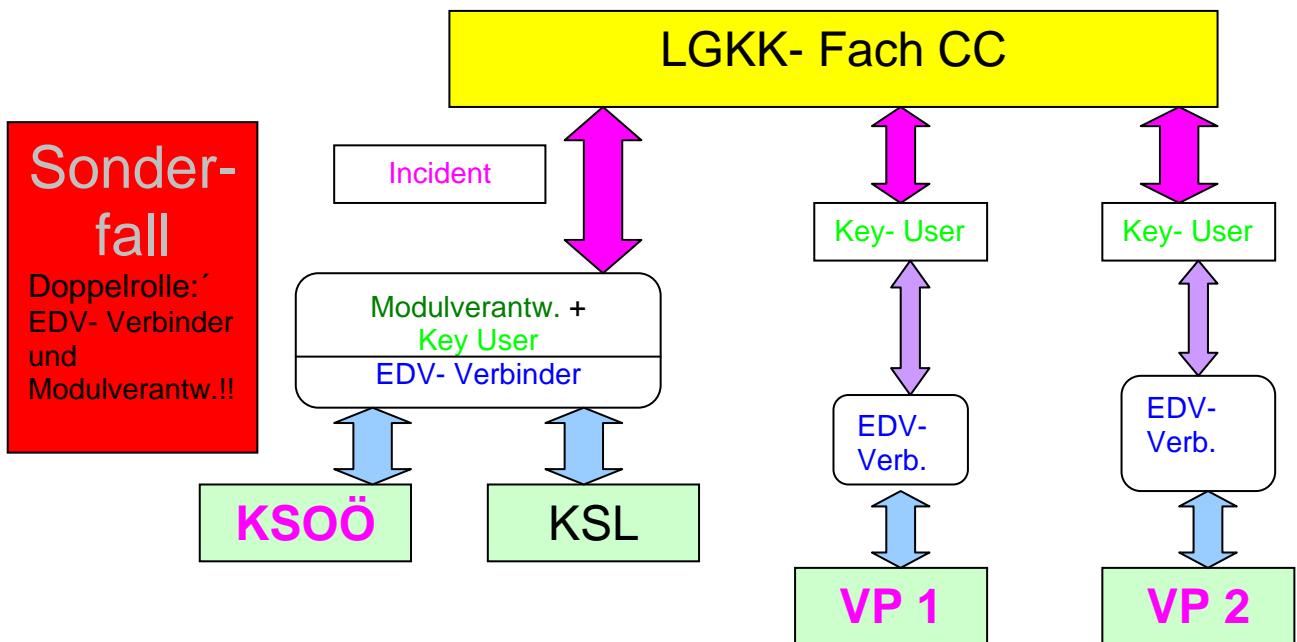 LGKK- Fach CC
Sonder-
fall
Doppelrolle:´
EDV- Verbinder
und
Modulverantw.!!
Incident
Modulverantw. +
Key User
EDV- Verbinder
Key- User
Key- User
EDV-
Verb.
EDV-
Verb.
KSOÖ
KSL
VP 1
VP 2